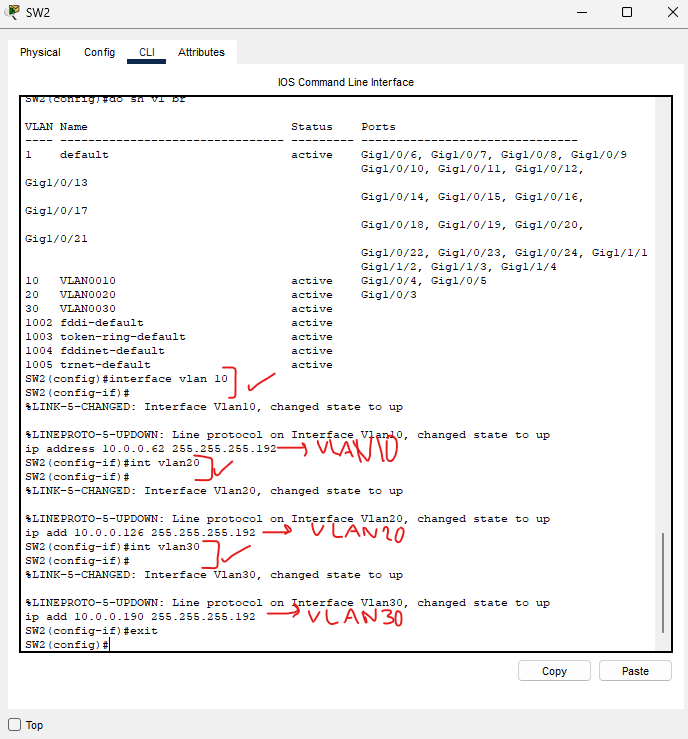 SW2
Physical Config CLI Attributes
IOS Command Line Interface
SW2(config)#do sh vl br
VLAN Name Status Ports
---- -------------------------------- --------- -------------------------------
1 default active Gig1/0/6, Gig1/0/7, Gig1/0/8, Gig1/0/9
Gig1/0/10, Gig1/0/11, Gig1/0/12,
Gig1/0/13
Gig1/0/14, Gig1/0/15, Gig1/0/16,
Gig1/0/17
Gig1/0/18, Gig1/0/19, Gig1/0/20,
Gig1/0/21
Gig1/0/22, Gig1/0/23, Gig1/0/24, Gig1/1/1
Gig1/1/2, Gig1/1/3, Gig1/1/4
10 VLAN0010 active Gig1/0/4, Gig1/0/5
20 VLAN0020 active Gig1/0/3
30 VLAN0030 active
1002 fddi-default active
1003 token-ring-default active
1004 fddinet-default active
1005 trnet-default active
SW2(config)#interface vlan 10
SW2(config-if)#
%LINK-5-CHANGED: Interface Vlan10, changed state to up
%LINEPROTO-5-UPDOWN: Line protocol on Interface Vlan10, changed state to up
ip address 10.0.0.62 255.255.255.192 VLAN10
SW2(config-if)#int vlan20
SW2(config-if)#
%LINK-5-CHANGED: Interface Vlan20, changed state to up
%LINEPROTO-5-UPDOWN: Line protocol on Interface Vlan20, changed state to up
ip add 10.0.0.126 255.255.255.192 VLAN20
SW2(config-if)#int vlan30
SW2(config-if)#
%LINK-5-CHANGED: Interface Vlan30, changed state to up
%LINEPROTO-5-UPDOWN: Line protocol on Interface Vlan30, changed state to up
ip add 10.0.0.190 255.255.255.192 VLAN30
SW2(config-if)#exit
SW2(config)#
Copy Paste
Top